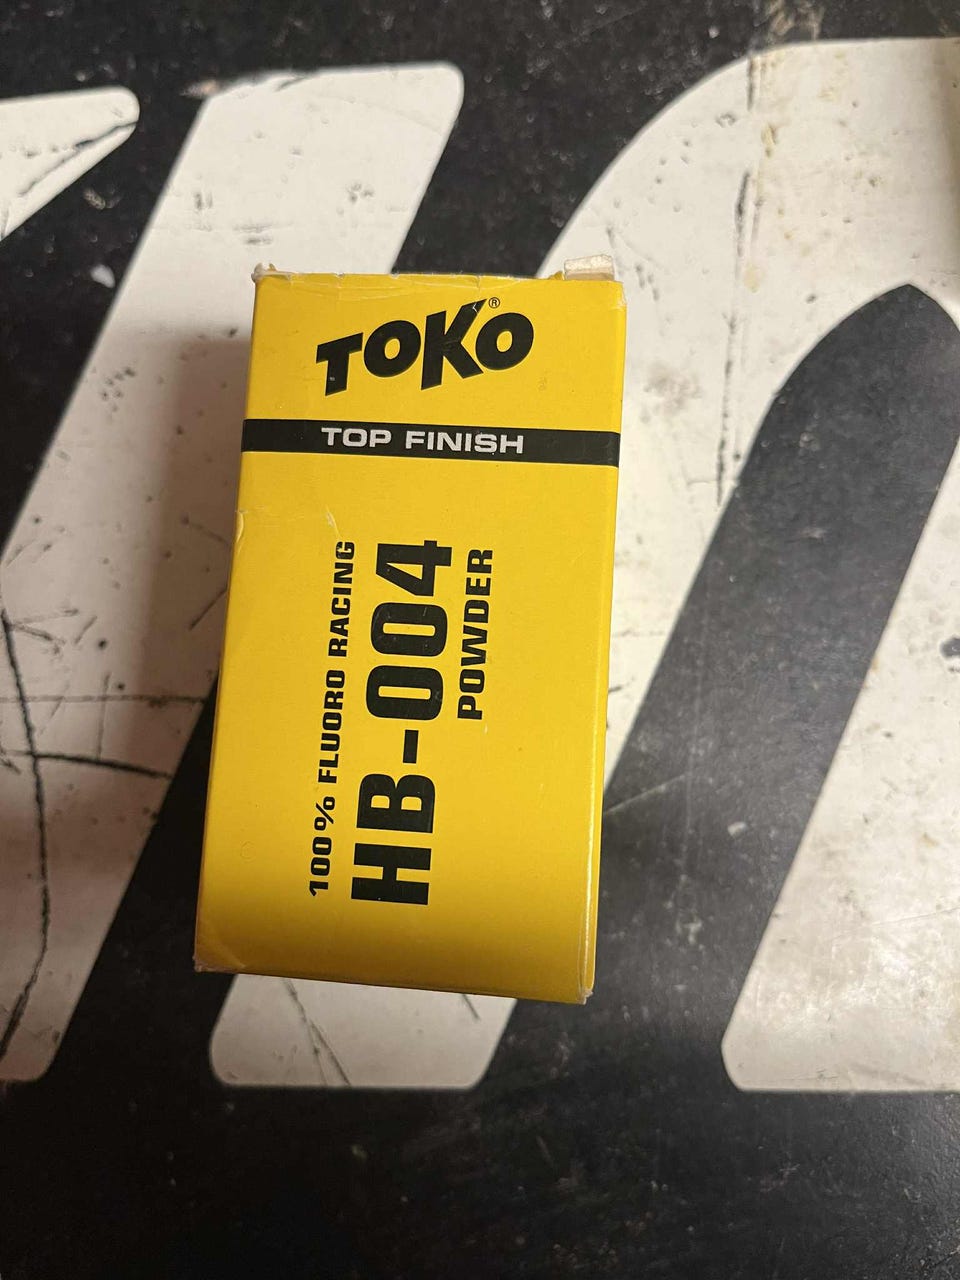 TOKO®
TOP FINISH
100% FLUORO RACING
HB-004
POWDER